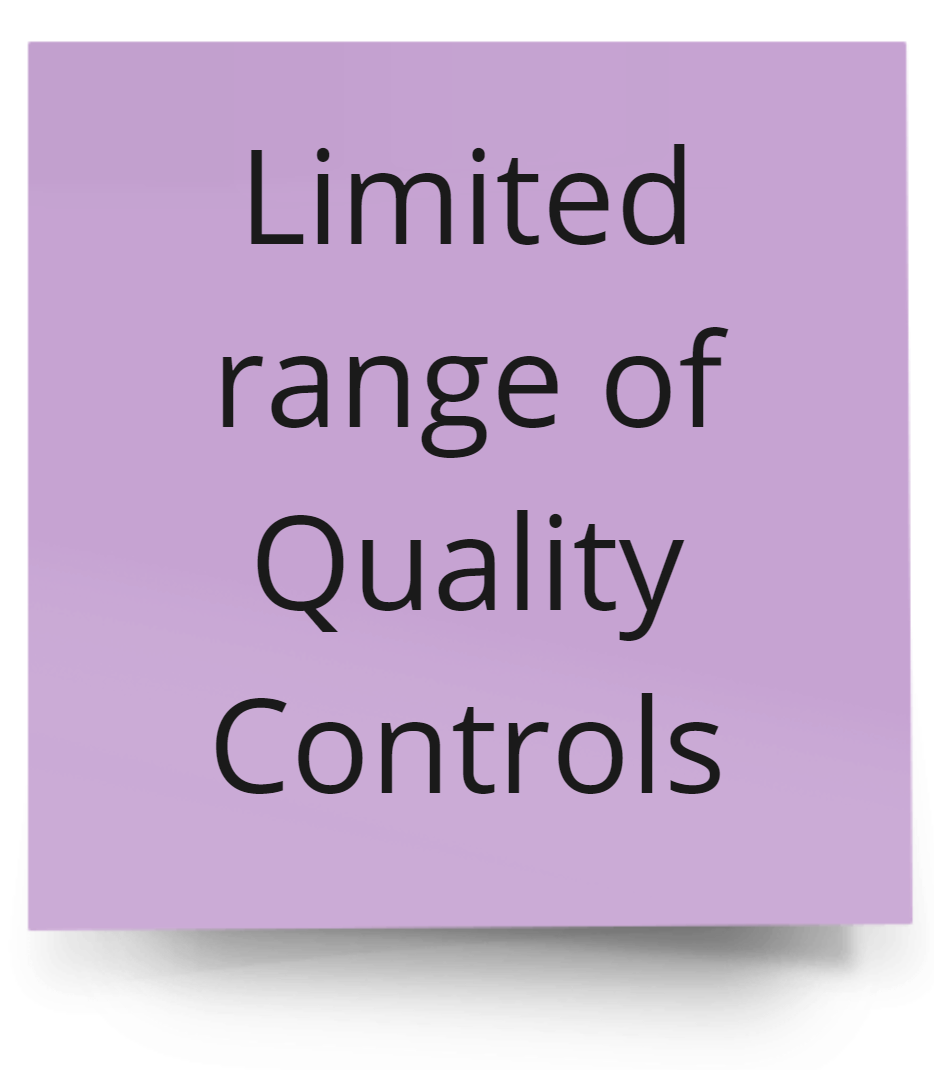 Limited
range of
Quality
Controls